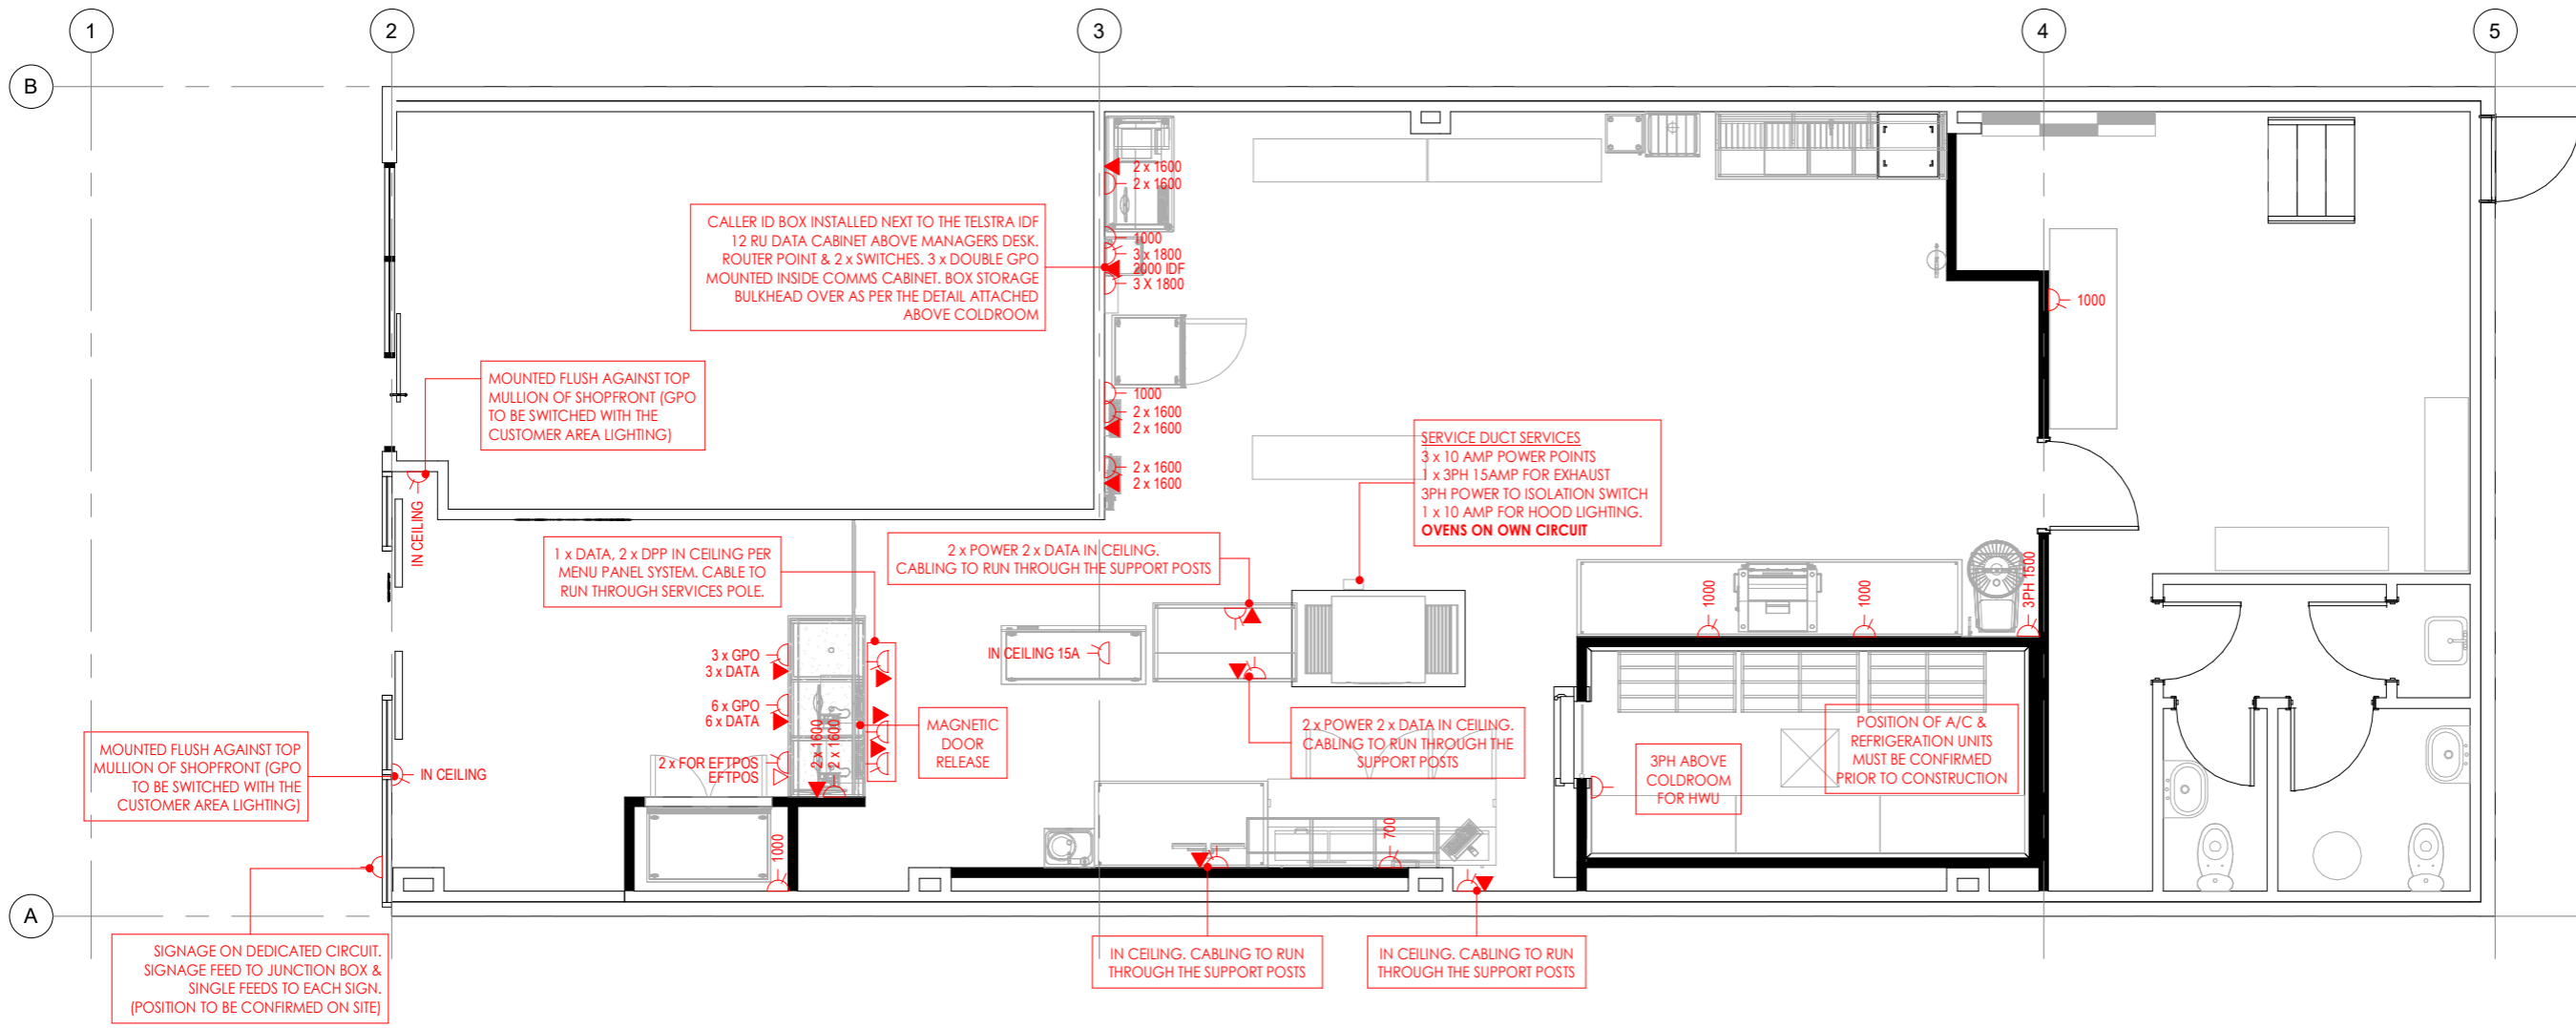 1
2
3
4
5
B
A
CALLER ID BOX INSTALLED NEXT TO THE TELSTRA IDF
12 RU DATA CABINET ABOVE MANAGERS DESK.
ROUTER POINT & 2 x SWITCHES. 3 x DOUBLE GPO
MOUNTED INSIDE COMMS CABINET. BOX STORAGE
BULKHEAD OVER AS PER THE DETAIL ATTACHED
ABOVE COLDROOM
2 x 1600
2 x 1600
1000
3 x 1800
2000 IDF
3 X 1800
1000
2 x 1600
2 x 1600
2 x 1600
2 x 1600
1000
MOUNTED FLUSH AGAINST TOP
MULLION OF SHOPFRONT (GPO
TO BE SWITCHED WITH THE
CUSTOMER AREA LIGHTING)
IN CEILING
SERVICE DUCT SERVICES
3 x 10 AMP POWER POINTS
1 x 3PH 15AMP FOR EXHAUST
3PH POWER TO ISOLATION SWITCH
1 x 10 AMP FOR HOOD LIGHTING.
OVENS ON OWN CIRCUIT
1 x DATA, 2 x DPP IN CEILING PER
MENU PANEL SYSTEM. CABLE TO
RUN THROUGH SERVICES POLE.
2 x POWER 2 x DATA IN CEILING.
CABLING TO RUN THROUGH THE SUPPORT POSTS
1000
1000
3PH 1500
3 x GPO
3 x DATA
6 x GPO
6 x DATA
2 x FOR EFTPOS
EFTPOS
2 x 1600
2 x 1600
IN CEILING 15A
MAGNETIC
DOOR
RELEASE
2 x POWER 2 x DATA IN CEILING.
CABLING TO RUN THROUGH THE
SUPPORT POSTS
3PH ABOVE
COLDROOM
FOR HWU
POSITION OF A/C &
REFRIGERATION UNITS
MUST BE CONFIRMED
PRIOR TO CONSTRUCTION
MOUNTED FLUSH AGAINST TOP
MULLION OF SHOPFRONT (GPO
TO BE SWITCHED WITH THE
CUSTOMER AREA LIGHTING)
IN CEILING
1000
700
SIGNAGE ON DEDICATED CIRCUIT.
SIGNAGE FEED TO JUNCTION BOX &
SINGLE FEEDS TO EACH SIGN.
(POSITION TO BE CONFIRMED ON SITE)
IN CEILING. CABLING TO RUN
THROUGH THE SUPPORT POSTS
IN CEILING. CABLING TO RUN
THROUGH THE SUPPORT POSTS